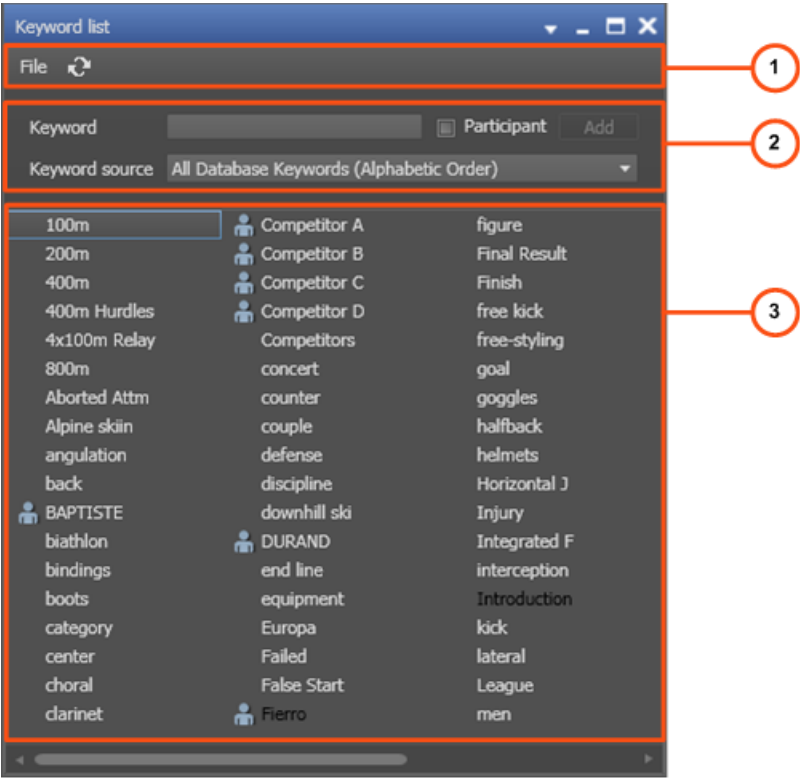 Keyword list
File
1
Keyword Participant Add
2
Keyword source All Database Keywords (Alphabetic Order)
100m Competitor A figure
200m Competitor B Final Result
400m Competitor C Finish
400m Hurdles Competitor D free kick
3
4x100m Relay Competitors free-styling
800m concert goal
Aborted Attm counter goggles
Alpine skiin couple halfback
angulation defense helmets
back discipline Horizontal J
BAPTISTE downhill ski Injury
biathlon DURAND Integrated F
bindings end line interception
boots equipment Introduction
category Europa kick
center Failed lateral
choral False Start League
clarinet Fierro men